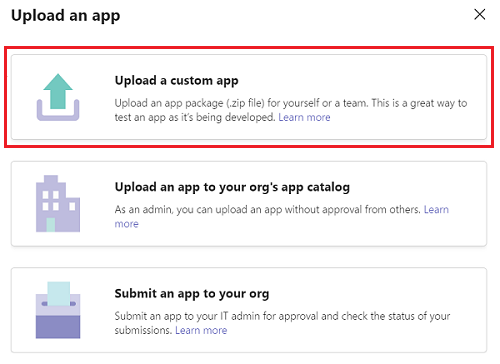 Upload an app
Upload a custom app
Upload an app package (.zip file) for yourself or a team. This is a great way to
test an app as it's being developed. Learn more
Upload an app to your org's app catalog
As an admin, you can upload an app without approval from others. Learn
more
Submit an app to your org
Submit an app to your IT admin for approval and check the status of your
submissions. Learn more